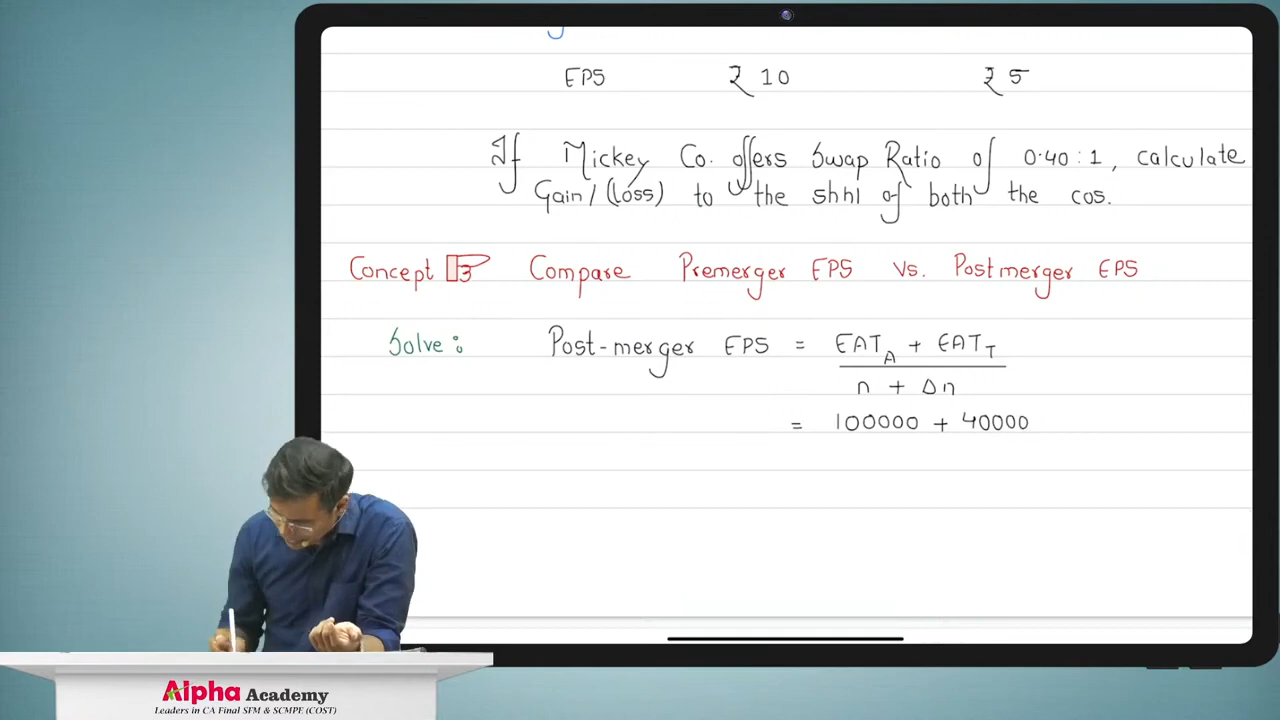 EPS ₹ 10 ₹ 5
If Mickey Co. offers Swap Ratio of 0.40 : 1, calculate
Gain / (loss) to the shhl of both the cos.
Concept ☞ Compare Premerger EPS Vs. Postmerger EPS
Solve : Post-merger EPS = EAT_A + EAT_T
n + Δn
= 100000 + 40000
Alpha Academy
Leaders in CA Final SFM & SCMPE (COST)